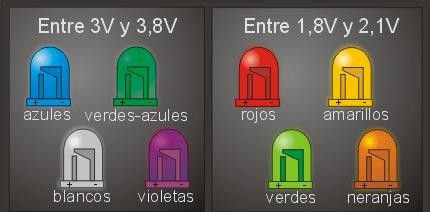 Entre 3V y 3,8V
azules
verdes-azules
blancos
violetas
Entre 1,8V y 2,1V
rojos
amarillos
verdes
neranjas